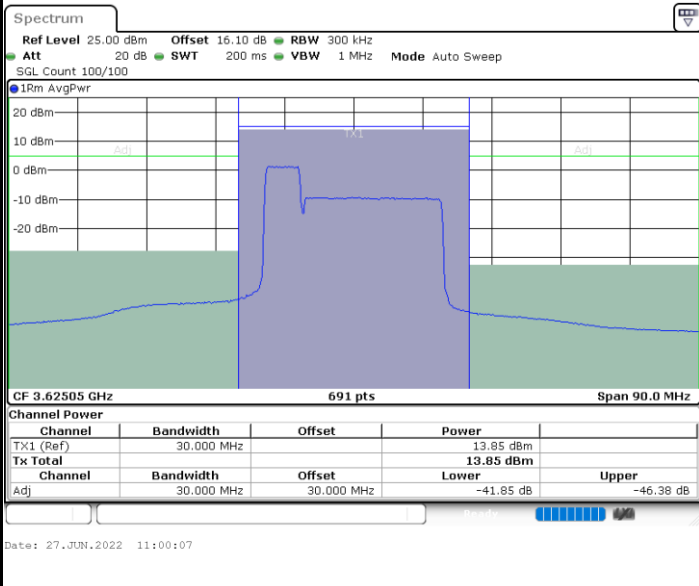 Spectrum
Ref Level 25.00 dBm Offset 16.10 dB RBW 300 kHz
Att 20 dB SWT 200 ms VBW 1 MHz Mode Auto Sweep
SGL Count 100/100
1Rm AvgPwr
20 dBm
TX1
10 dBm
Adj Adj
0 dBm
-10 dBm
-20 dBm
CF 3.62505 GHz 691 pts Span 90.0 MHz
Channel Power
Channel Bandwidth Offset Power
TX1 (Ref) 30.000 MHz 13.85 dBm
Tx Total 13.85 dBm
Channel Bandwidth Offset Lower Upper
Adj 30.000 MHz 30.000 MHz -41.85 dB -46.38 dB
Ready
Date: 27.JUN.2022 11:00:07